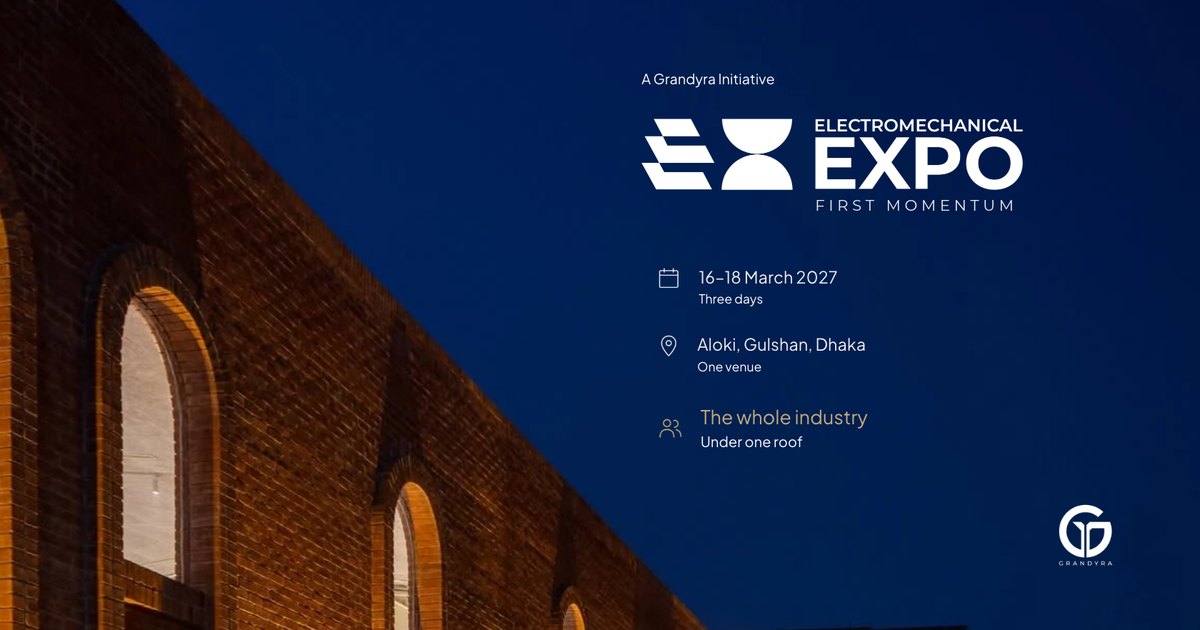 A Grandyra Initiative
ELECTROMECHANICAL
EXPO
FIRST MOMENTUM
16–18 March 2027
Three days
Aloki, Gulshan, Dhaka
One venue
The whole industry
Under one roof
GRANDYRA